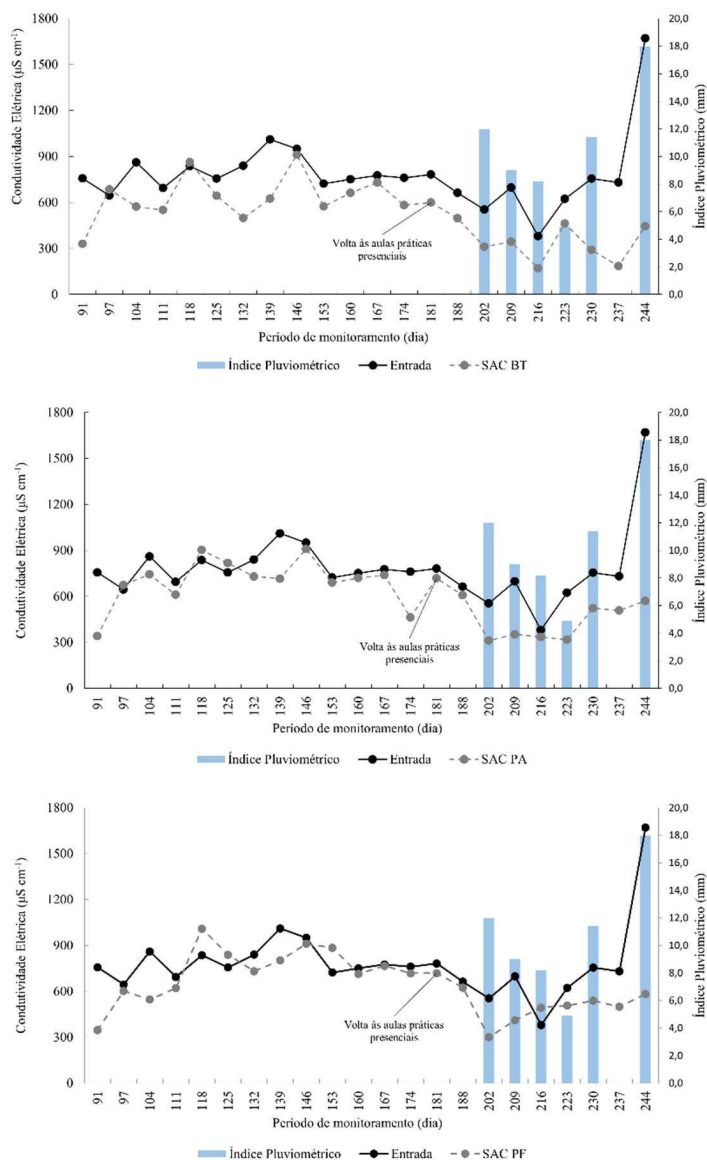 Condutividade Elétrica (µS cm⁻¹)
1800
1500
1200
900
600
300
0
20,0
18,0
16,0
14,0
12,0
10,0
8,0
6,0
4,0
2,0
0,0
Índice Pluviométrico (mm)
Volta às aulas práticas
presenciais
91 97 104 111 118 125 132 139 146 153 160 167 174 181 188 202 209 216 223 230 237 244
Período de monitoramento (dia)
Índice Pluviométrico Entrada SAC BT
Condutividade Elétrica (µS cm⁻¹)
1800
1500
1200
900
600
300
0
20,0
18,0
16,0
14,0
12,0
10,0
8,0
6,0
4,0
2,0
0,0
Índice Pluviométrico (mm)
Volta às aulas práticas
presenciais
91 97 104 111 118 125 132 139 146 153 160 167 174 181 188 202 209 216 223 230 237 244
Período de monitoramento (dia)
Índice Pluviométrico Entrada SAC PA
Condutividade Elétrica (µS cm⁻¹)
1800
1500
1200
900
600
300
0
20,0
18,0
16,0
14,0
12,0
10,0
8,0
6,0
4,0
2,0
0,0
Índice Pluviométrico (mm)
Volta às aulas práticas
presenciais
91 97 104 111 118 125 132 139 146 153 160 167 174 181 188 202 209 216 223 230 237 244
Período de monitoramento (dia)
Índice Pluviométrico Entrada SAC PF